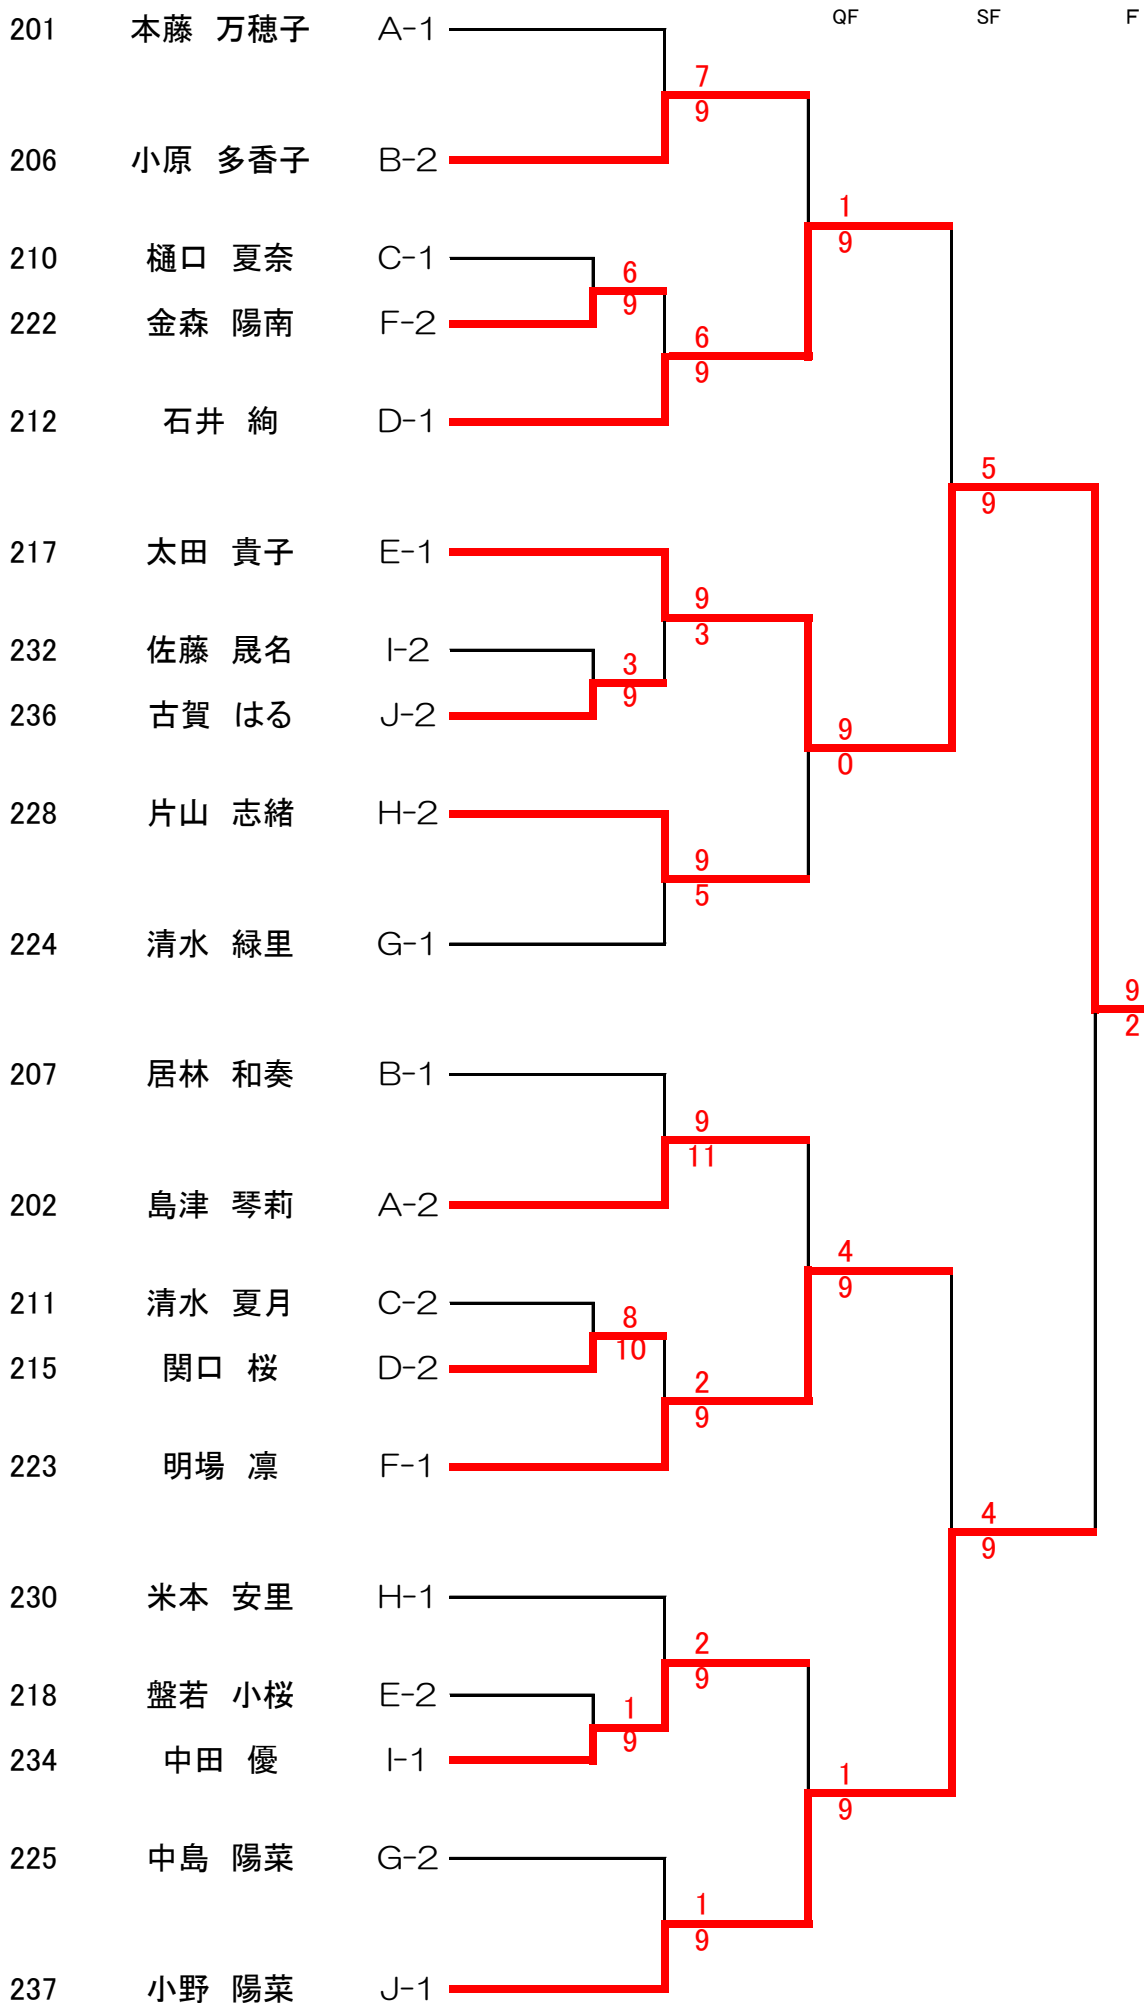 QF SF F
201 本藤 万穂子 A-1
7
9
206 小原 多香子 B-2
1
9
210 樋口 夏奈 C-1
6
9
222 金森 陽南 F-2
6
9
212 石井 絢 D-1
5
9
217 太田 貴子 E-1
9
3
232 佐藤 晟名 I-2
3
9
236 古賀 はる J-2
9
0
228 片山 志緒 H-2
9
5
224 清水 緑里 G-1
9
2
207 居林 和奏 B-1
9
11
202 島津 琴莉 A-2
4
9
211 清水 夏月 C-2
8
10
215 関口 桜 D-2
2
9
223 明場 凛 F-1
4
9
230 米本 安里 H-1
2
9
218 盤若 小桜 E-2
1
9
234 中田 優 I-1
1
9
225 中島 陽菜 G-2
1
9
237 小野 陽菜 J-1